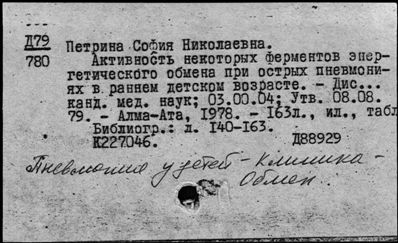 Д79 Петрина София Николаевна.
780 Активность некоторых ферментов энер-
гетического обмена при острых пневмони-
ях в раннем детском возрасте. - Дис...
канд. мед. наук; 03.00.04; Утв. 08.08.
79. - Алма-Ата, 1978. - 163л., ил., табл
Библиогр.: л. 140-163.
К227046. Д88929
Пневмония у детей - клиника -
Обмен.